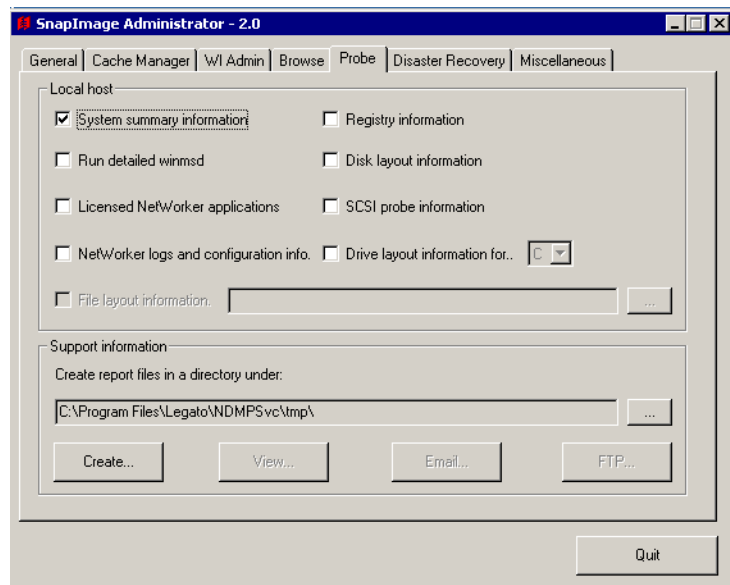 SnapImage Administrator - 2.0
General Cache Manager WI Admin Browse Probe Disaster Recovery Miscellaneous
Local host
System summary information Registry information
Run detailed winmsd Disk layout information
Licensed NetWorker applications SCSI probe information
NetWorker logs and configuration info. Drive layout information for.. C
File layout information. ...
Support information
Create report files in a directory under:
C:\Program Files\Legato\NDMPSvc\tmp\ ...
Create... View... Email... FTP...
Quit